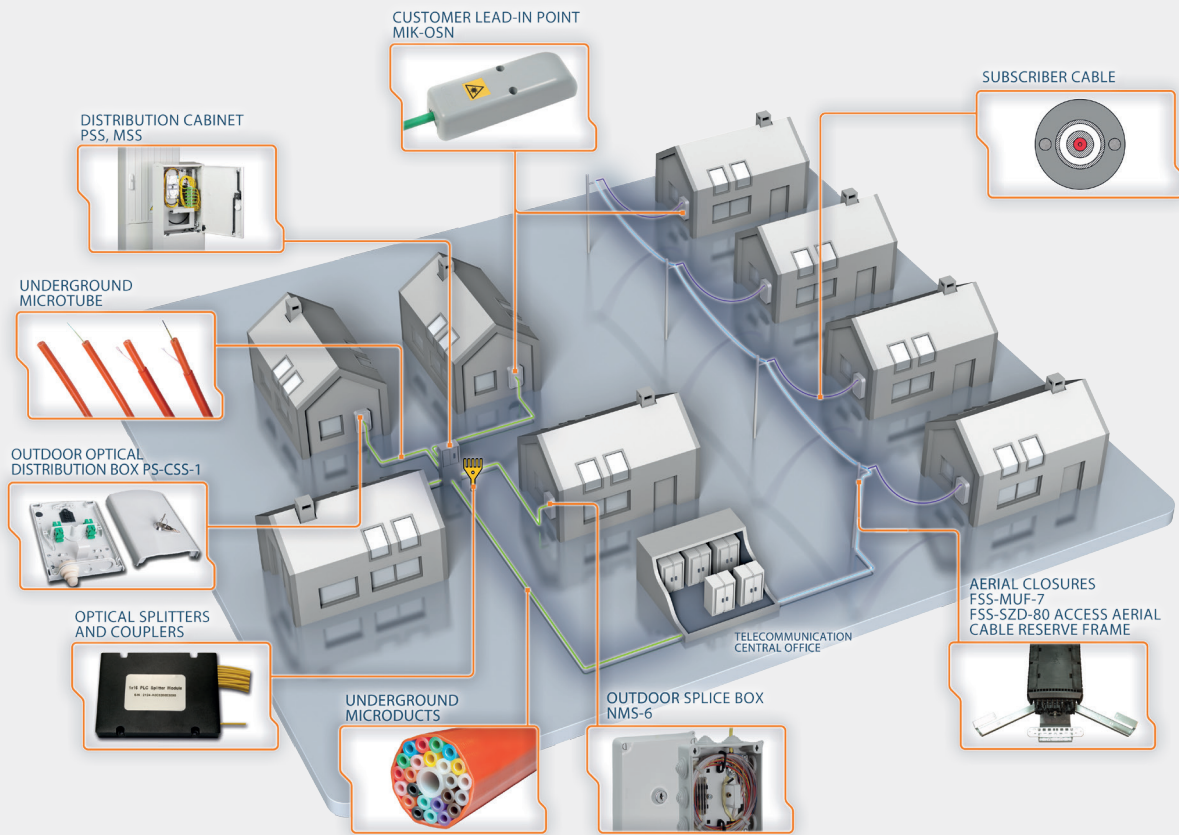 CUSTOMER LEAD-IN POINT
MIK-OSN
SUBSCRIBER CABLE
DISTRIBUTION CABINET
PSS, MSS
UNDERGROUND
MICROTUBE
OUTDOOR OPTICAL
DISTRIBUTION BOX PS-CSS-1
OPTICAL SPLITTERS
AND COUPLERS
1x16 PLC Splitter Module
UNDERGROUND
MICRODUCTS
OUTDOOR SPLICE BOX
NMS-6
TELECOMMUNICATION
CENTRAL OFFICE
AERIAL CLOSURES
FSS-MUF-7
FSS-SZD-80 ACCESS AERIAL
CABLE RESERVE FRAME